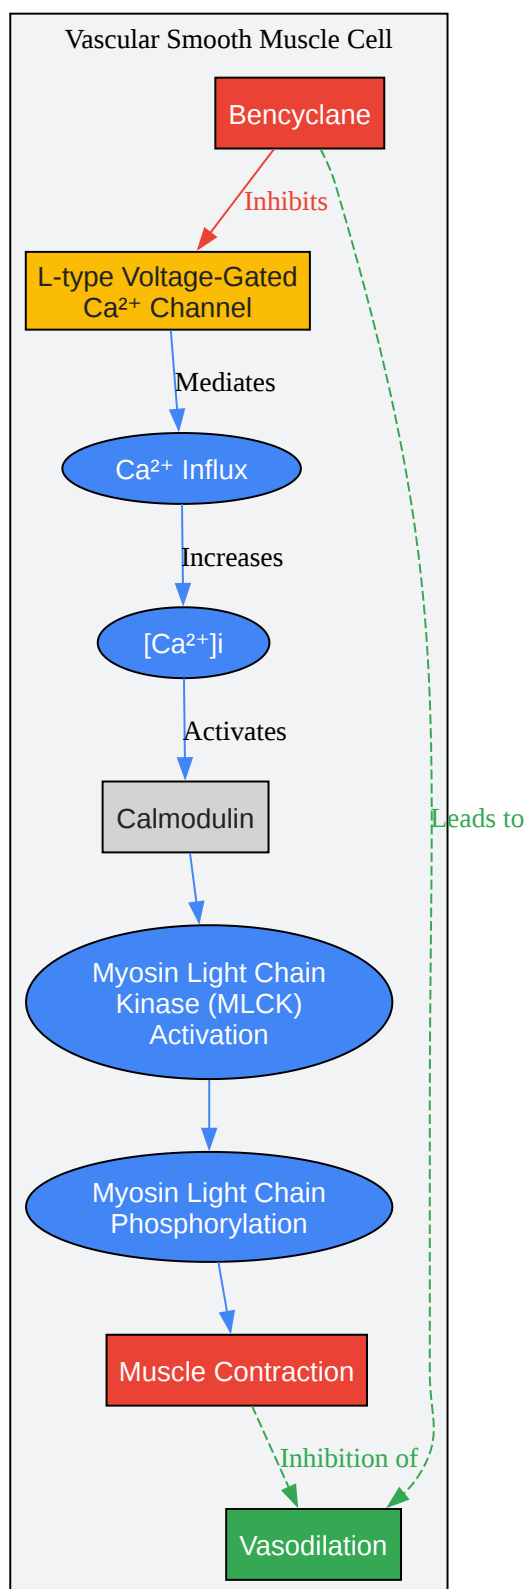 Vascular Smooth Muscle Cell
Bencyclane
Inhibits
L-type Voltage-Gated
Ca²⁺ Channel
Mediates
Ca²⁺ Influx
Increases
[Ca²⁺]i
Activates
Calmodulin
Leads to
Myosin Light Chain
Kinase (MLCK)
Activation
Myosin Light Chain
Phosphorylation
Muscle Contraction
Inhibition of
Vasodilation